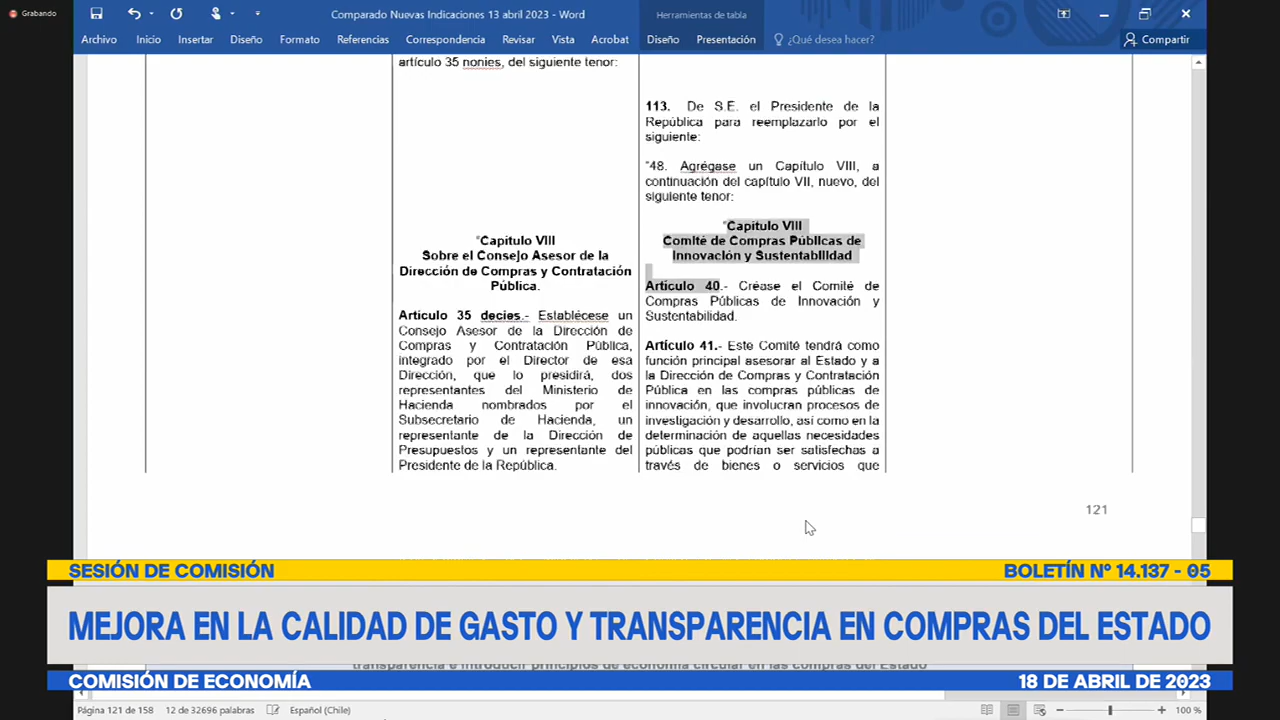 Grabando
Comparado Nuevas Indicaciones 13 abril 2023 - Word
Herramientas de tabla
Archivo Inicio Insertar Diseño Formato Referencias Correspondencia Revisar Vista Acrobat Diseño Presentación ¿Qué desea hacer? Compartir
artículo 35 nonies, del siguiente tenor:
"Capítulo VIII
Sobre el Consejo Asesor de la
Dirección de Compras y Contratación
Pública.
Artículo 35 decies.- Establécese un
Consejo Asesor de la Dirección de
Compras y Contratación Pública,
integrado por el Director de esa
Dirección, que lo presidirá, dos
representantes del Ministerio de
Hacienda nombrados por el
Subsecretario de Hacienda, un
representante de la Dirección de
Presupuestos y un representante del
Presidente de la República.
113. De S.E. el Presidente de la
República para reemplazarlo por el
siguiente:
"48. Agrégase un Capítulo VIII, a
continuación del capítulo VII, nuevo, del
siguiente tenor:
"Capítulo VIII
Comité de Compras Públicas de
Innovación y Sustentabilidad
Artículo 40.- Créase el Comité de
Compras Públicas de Innovación y
Sustentabilidad.
Artículo 41.- Este Comité tendrá como
función principal asesorar al Estado y a
la Dirección de Compras y Contratación
Pública en las compras públicas de
innovación, que involucran procesos de
investigación y desarrollo, así como en la
determinación de aquellas necesidades
públicas que podrían ser satisfechas a
través de bienes o servicios que
121
SESIÓN DE COMISIÓN
BOLETÍN N° 14.137 - 05
MEJORA EN LA CALIDAD DE GASTO Y TRANSPARENCIA EN COMPRAS DEL ESTADO
transparencia e introducir principios de economía circular en las compras del Estado
COMISIÓN DE ECONOMÍA
18 DE ABRIL DE 2023
Página 121 de 158 12 de 32696 palabras Español (Chile) 100 %